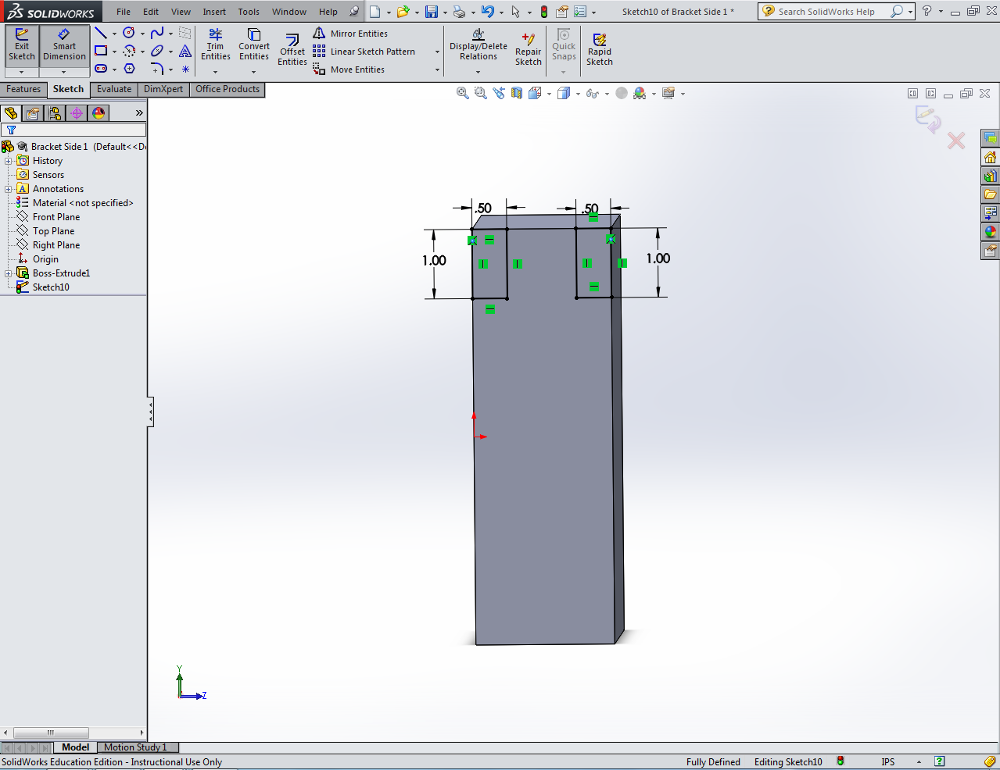 SOLIDWORKS File Edit View Insert Tools Window Help Sketch10 of Bracket Side 1 * Search SolidWorks Help
Exit Sketch
Smart Dimension
Trim Entities
Convert Entities
Offset Entities
Mirror Entities
Linear Sketch Pattern
Move Entities
Display/Delete Relations
Repair Sketch
Quick Snaps
Rapid Sketch
Features Sketch Evaluate DimXpert Office Products
Bracket Side 1 (Default<<De
History
Sensors
Annotations
Material <not specified>
Front Plane
Top Plane
Right Plane
Origin
Boss-Extrude1
Sketch10
.50 .50
1.00 1.00
Y
Z
Model Motion Study 1
SolidWorks Education Edition - Instructional Use Only Fully Defined Editing Sketch10 IPS